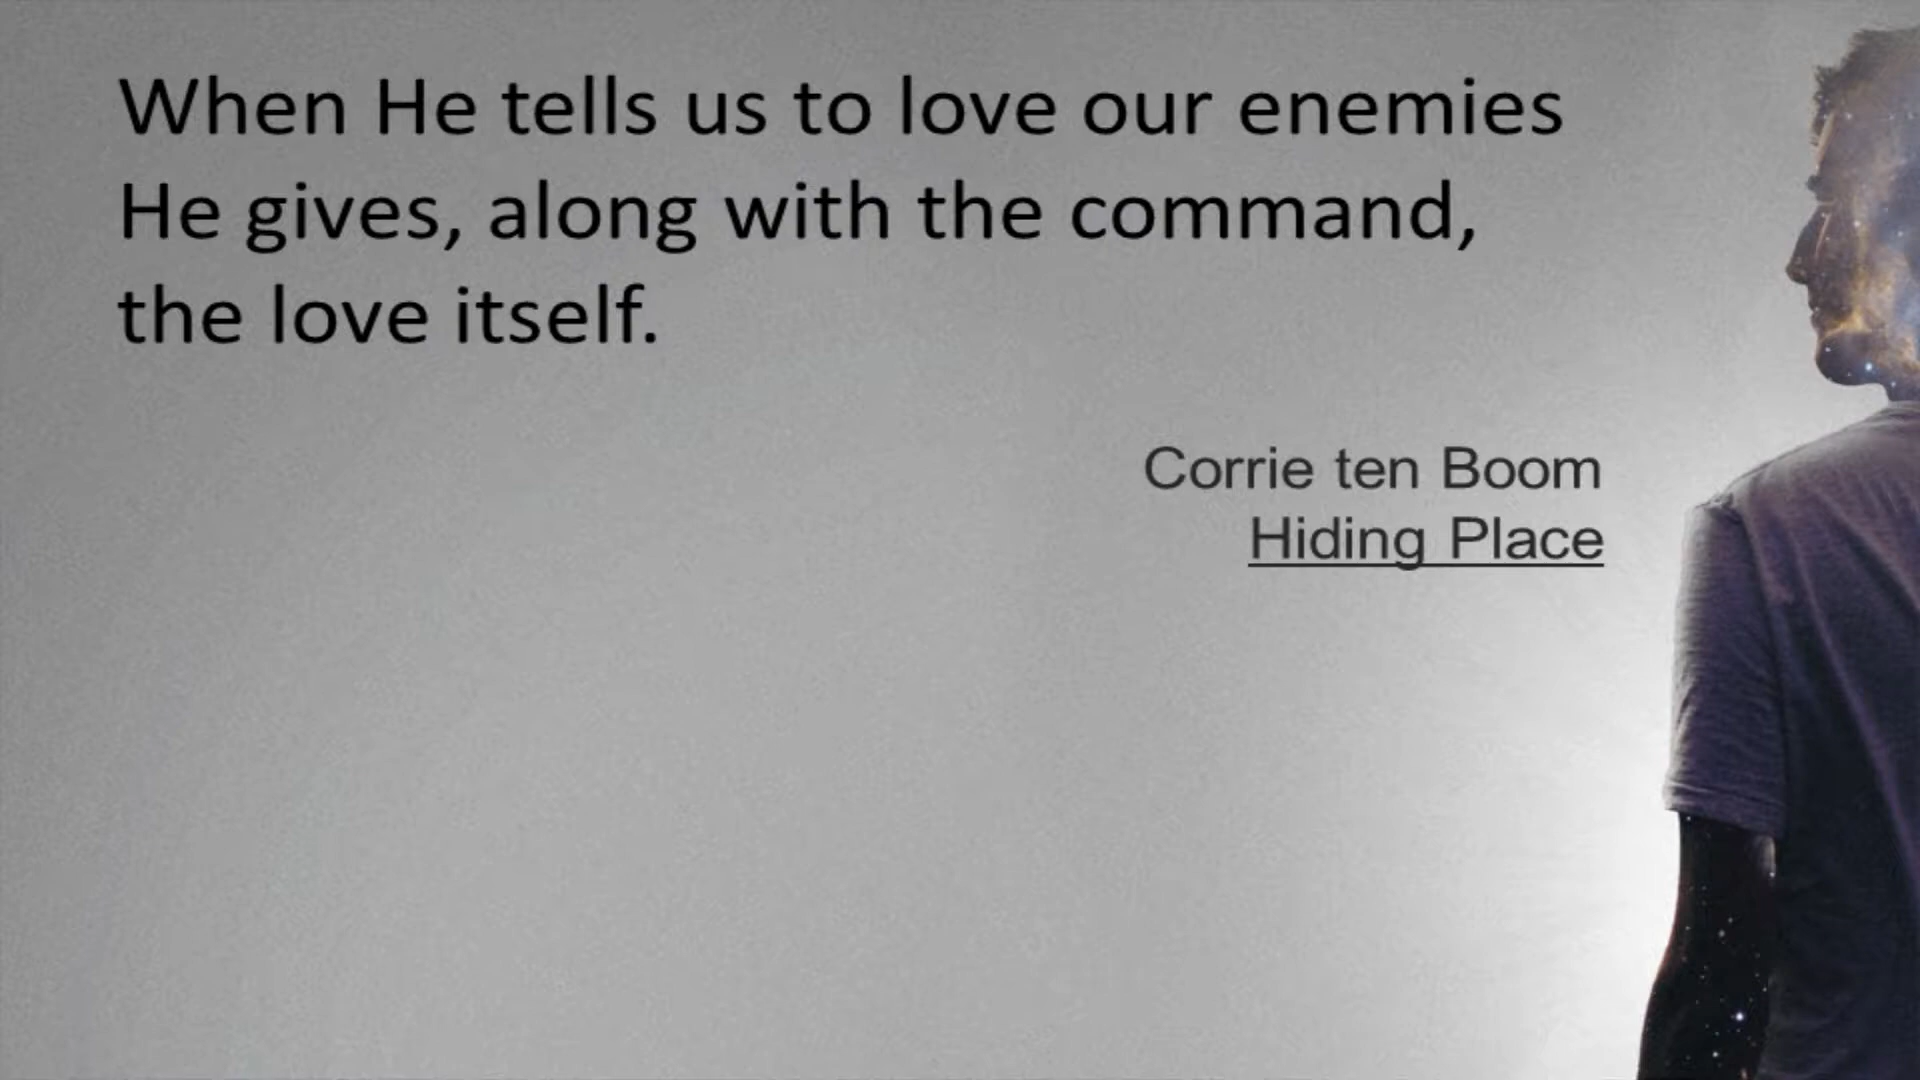 When He tells us to love our enemies
He gives, along with the command,
the love itself.
Corrie ten Boom
Hiding Place